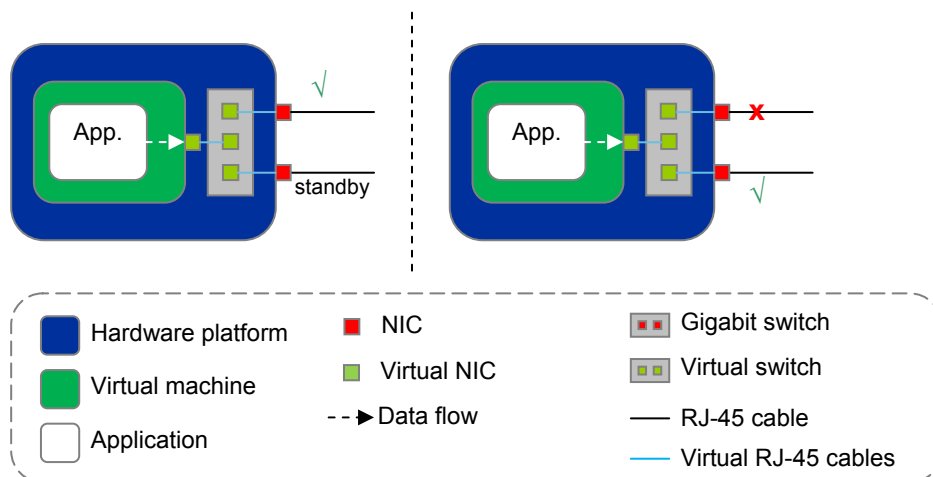 √
App.
standby
App.
x
√
Hardware platform
Virtual machine
Application
NIC
Virtual NIC
Data flow
Gigabit switch
Virtual switch
RJ-45 cable
Virtual RJ-45 cables